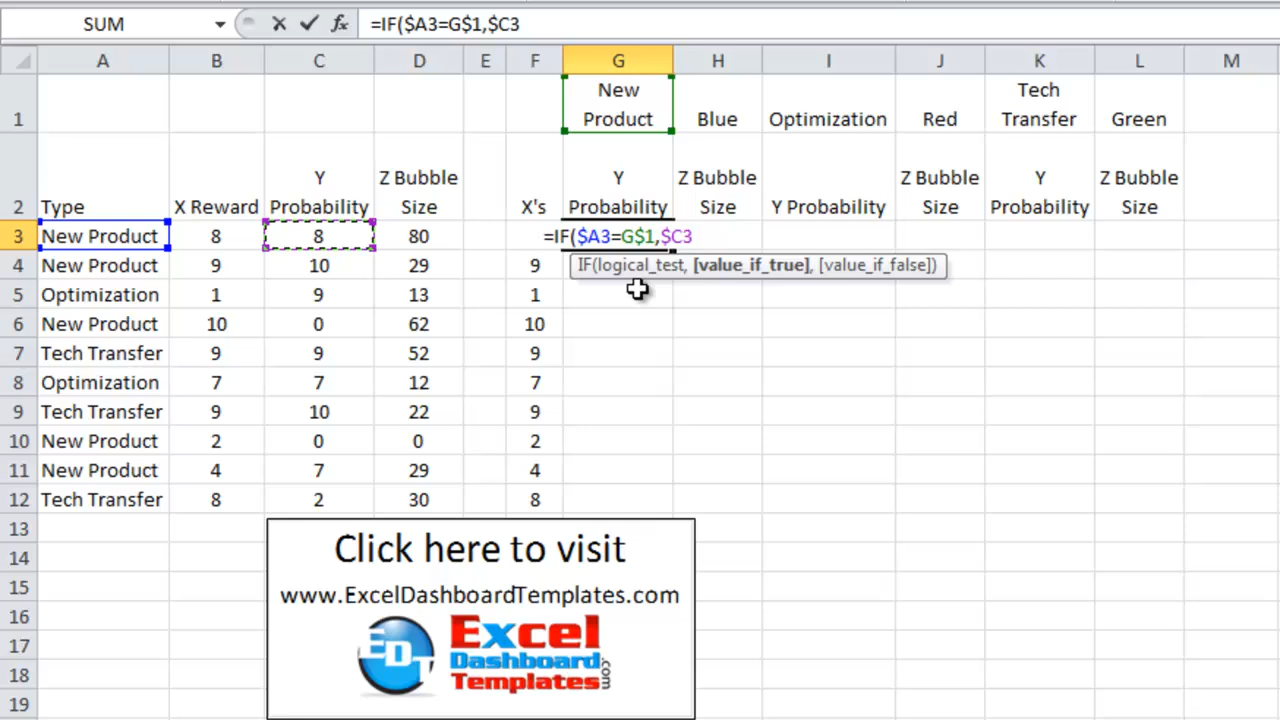 SUM =IF($A3=G$1,$C3
A B C D E F G H I J K L M
New Tech
1 Product Blue Optimization Red Transfer Green
Y Z Bubble Y Z Bubble Z Bubble Y Z Bubble
2 Type X Reward Probability Size X's Probability Size Y Probability Size Probability Size
3 New Product 8 8 80 =IF($A3=G$1,$C3
4 New Product 9 10 29 9 IF(logical_test, [value_if_true], [value_if_false])
5 Optimization 1 9 13 1
6 New Product 10 0 62 10
7 Tech Transfer 9 9 52 9
8 Optimization 7 7 12 7
9 Tech Transfer 9 10 22 9
10 New Product 2 0 0 2
11 New Product 4 7 29 4
12 Tech Transfer 8 2 30 8
13
14 Click here to visit
15 www.ExcelDashboardTemplates.com
16 Excel
17 EDT Dashboard .com
18 Templates
19